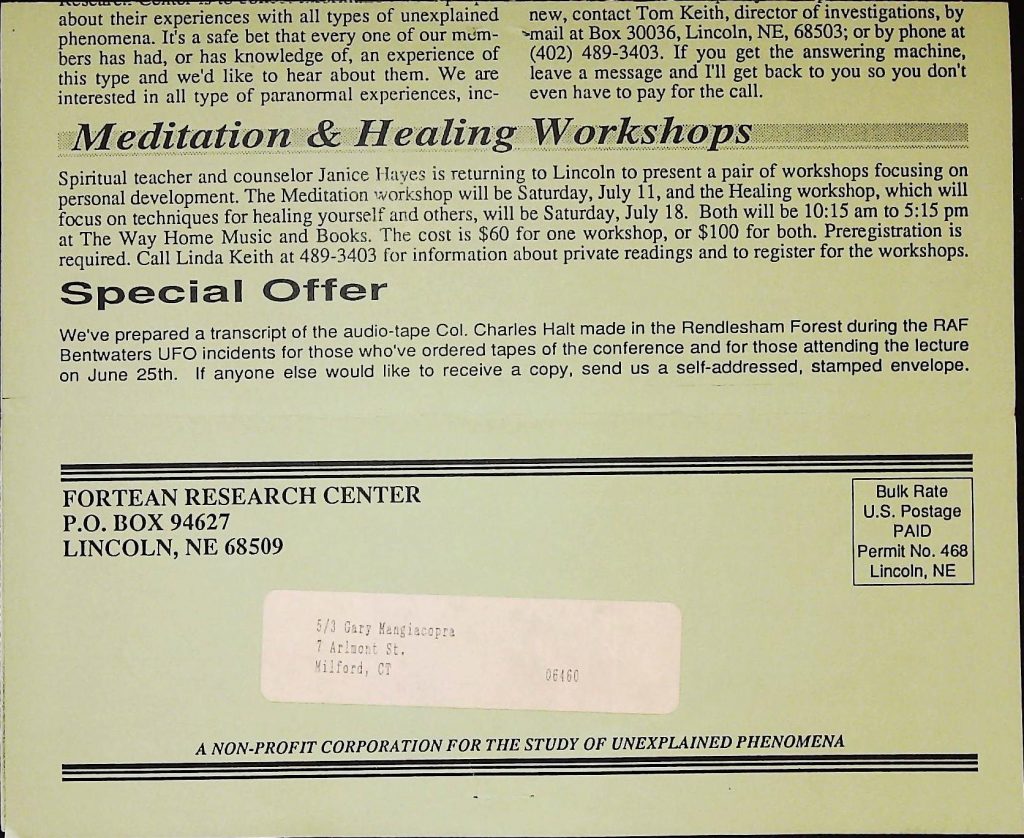 about their experiences with all types of unexplained
phenomena. It's a safe bet that every one of our mem-
bers has had, or has knowledge of, an experience of
this type and we'd like to hear about them. We are
interested in all type of paranormal experiences, inc-
new, contact Tom Keith, director of investigations, by
mail at Box 30036, Lincoln, NE, 68503; or by phone at
(402) 489-3403. If you get the answering machine,
leave a message and I'll get back to you so you don't
even have to pay for the call.
Meditation & Healing Workshops
Spiritual teacher and counselor Janice Hayes is returning to Lincoln to present a pair of workshops focusing on
personal development. The Meditation workshop will be Saturday, July 11, and the Healing workshop, which will
focus on techniques for healing yourself and others, will be Saturday, July 18. Both will be 10:15 am to 5:15 pm
at The Way Home Music and Books. The cost is $60 for one workshop, or $100 for both. Preregistration is
required. Call Linda Keith at 489-3403 for information about private readings and to register for the workshops.
Special Offer
We've prepared a transcript of the audio-tape Col. Charles Halt made in the Rendlesham Forest during the RAF
Bentwaters UFO incidents for those who've ordered tapes of the conference and for those attending the lecture
on June 25th. If anyone else would like to receive a copy, send us a self-addressed, stamped envelope.
FORTEAN RESEARCH CENTER
P.O. BOX 94627
LINCOLN, NE 68509
Bulk Rate
U.S. Postage
PAID
Permit No. 468
Lincoln, NE
5/3 Gary Mangiacopra
7 Arlmont St.
Milford, CT 06460
A NON-PROFIT CORPORATION FOR THE STUDY OF UNEXPLAINED PHENOMENA